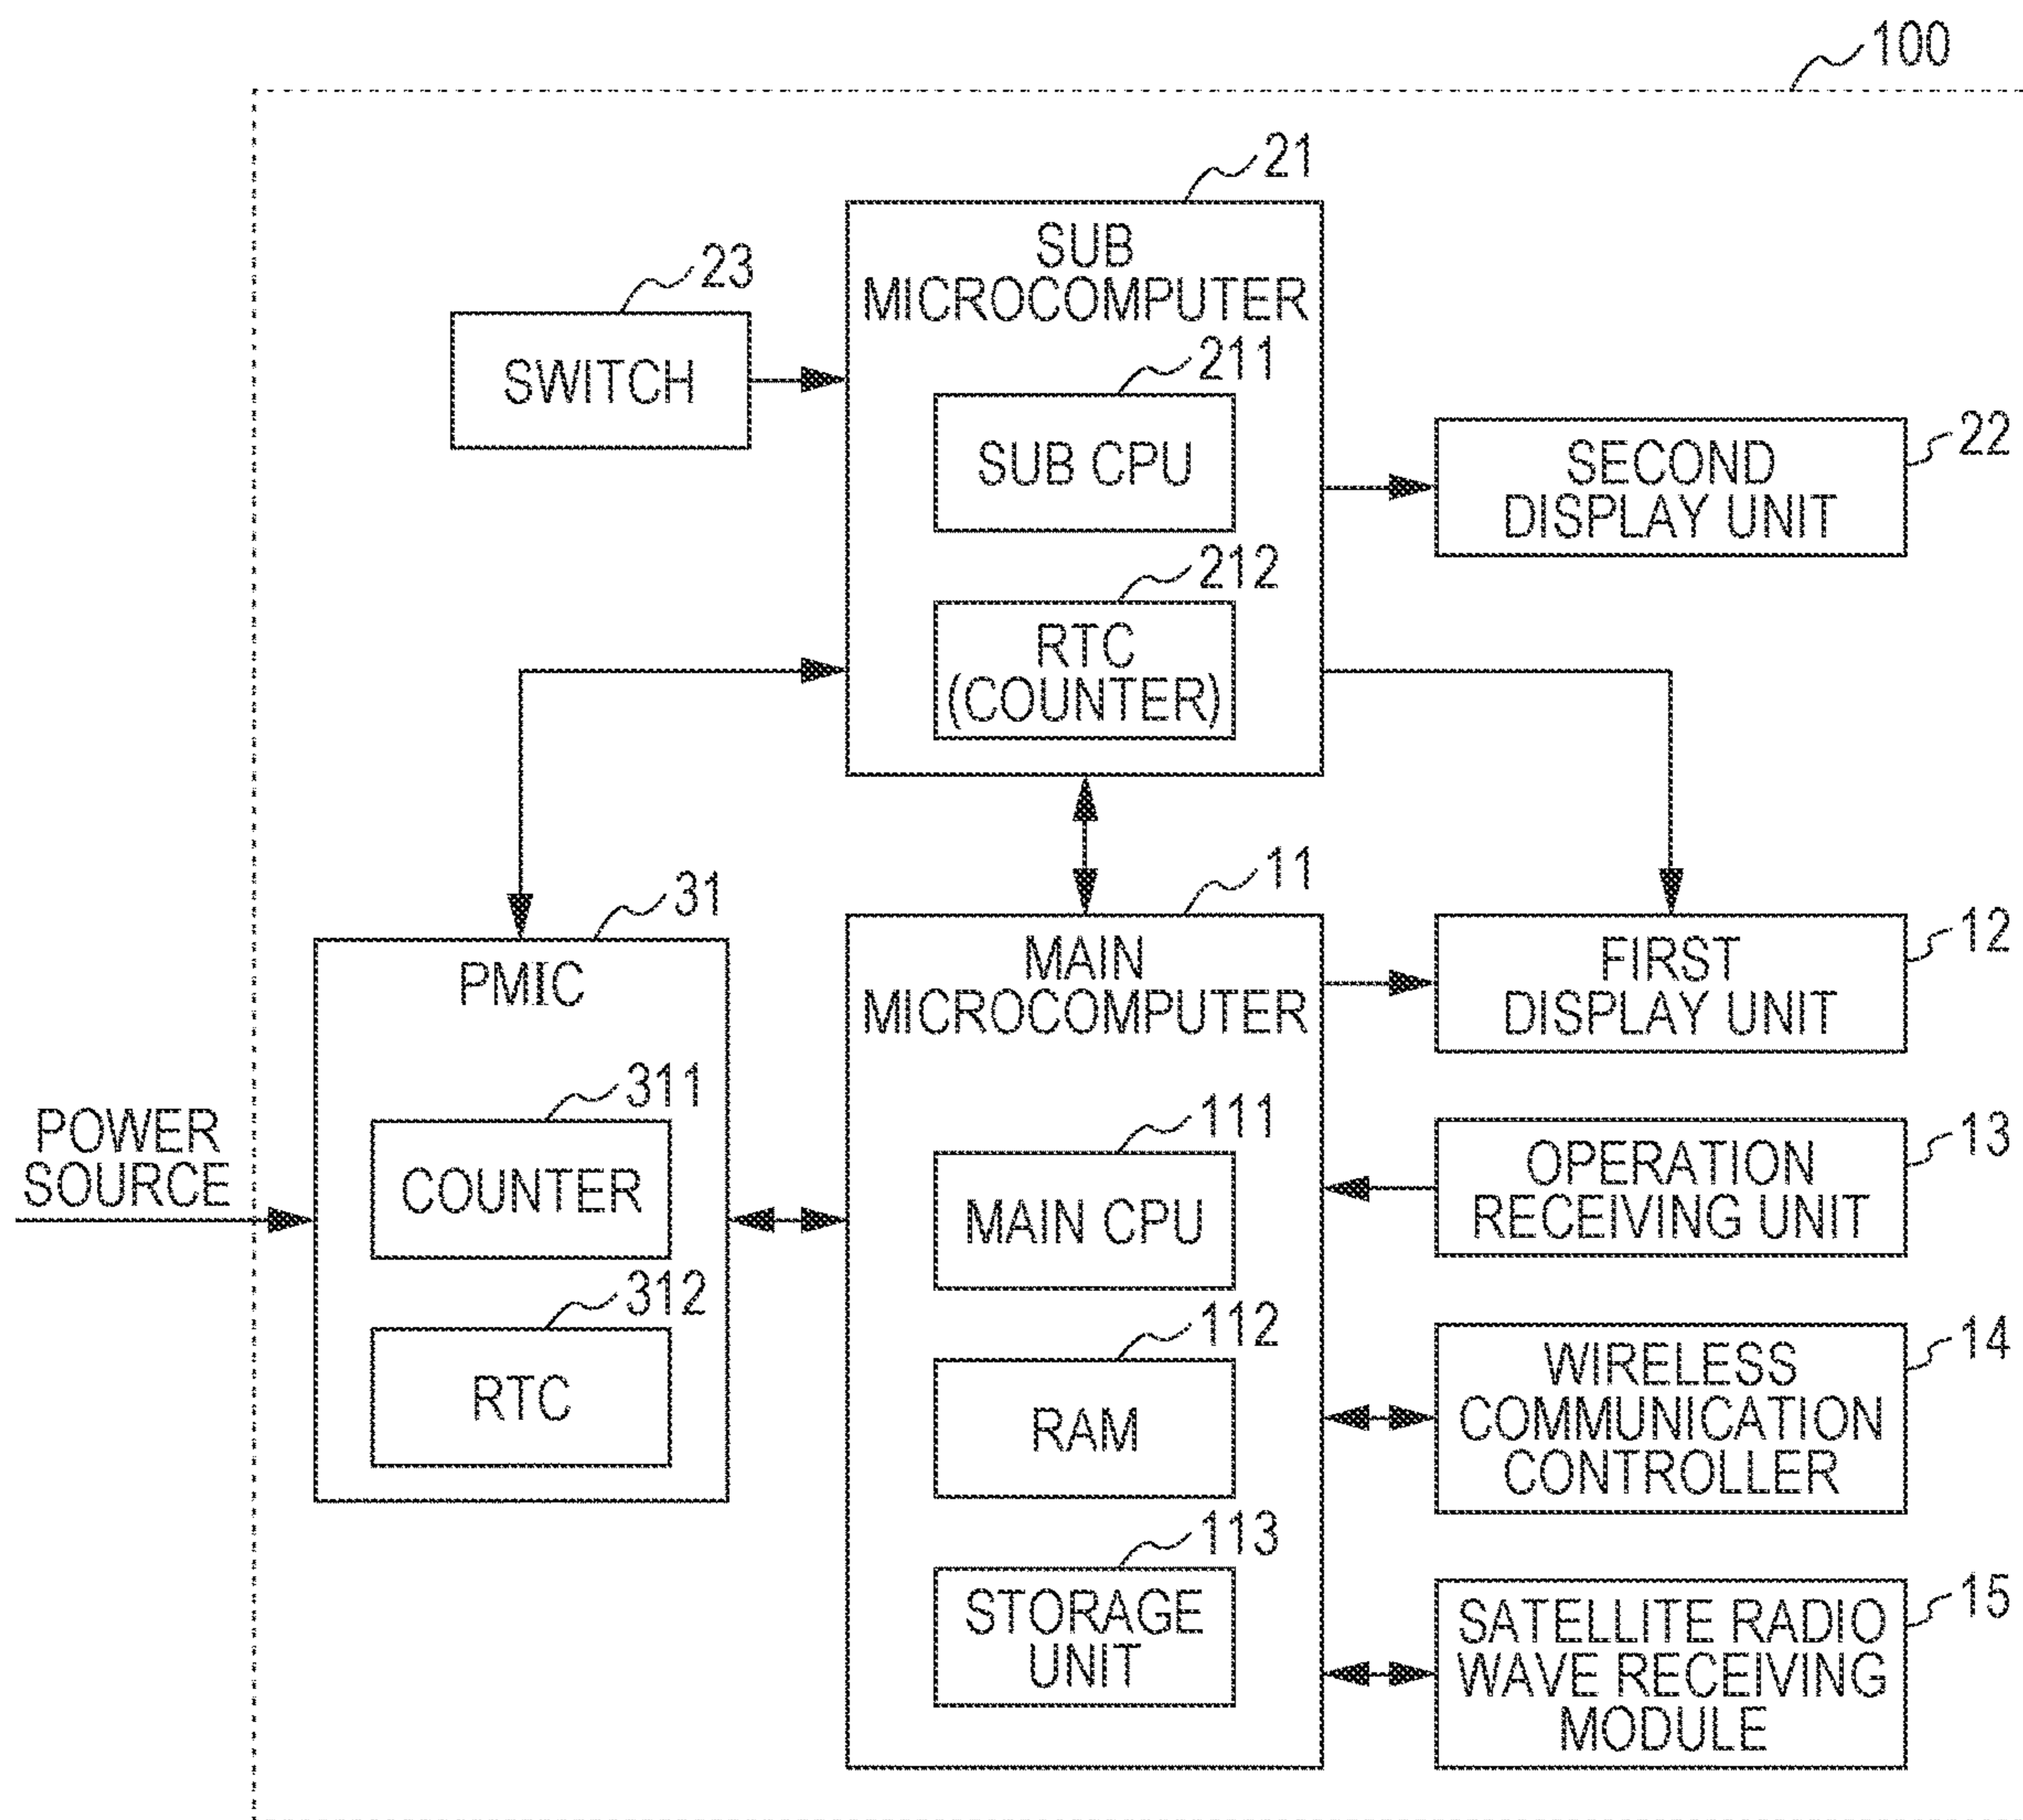 100
21
SUB
MICROCOMPUTER
23
SWITCH
211
SUB CPU
22
SECOND
DISPLAY UNIT
212
RTC
(COUNTER)
31
PMIC
11
MAIN
MICROCOMPUTER
12
FIRST
DISPLAY UNIT
POWER
SOURCE
311
COUNTER
111
MAIN CPU
13
OPERATION
RECEIVING UNIT
312
RTC
112
RAM
14
WIRELESS
COMMUNICATION
CONTROLLER
113
STORAGE
UNIT
15
SATELLITE RADIO
WAVE RECEIVING
MODULE